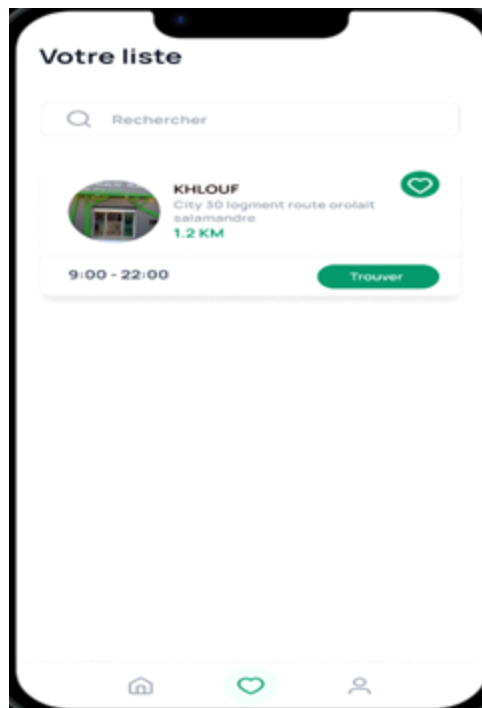 Votre liste
Rechercher
KHLOUF
City 30 logment route orolait
salamandre
1.2 KM
9:00 - 22:00
Trouver